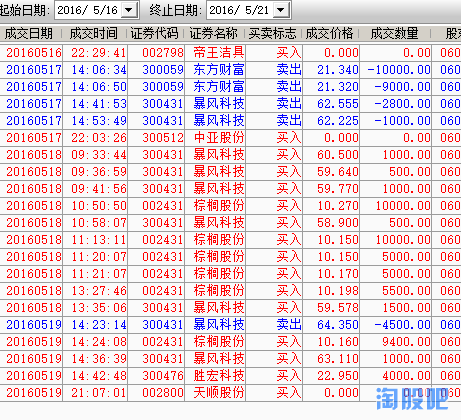 起始日期: 2016/ 5/16 终止日期: 2016/ 5/21
成交日期 成交时间 证券代码 证券名称 买卖标志 成交价格 成交数量 股东
20160516 22:29:41 002798 帝王洁具 买入 0.000 0.00 060
20160517 14:06:34 300059 东方财富 卖出 21.340 -10000.00 060
20160517 14:06:50 300059 东方财富 卖出 21.320 -9000.00 060
20160517 14:41:53 300431 暴风科技 卖出 62.555 -2800.00 060
20160517 14:53:49 300431 暴风科技 卖出 62.225 -1000.00 060
20160517 22:03:26 300512 中亚股份 买入 0.000 0.00 060
20160518 09:33:44 300431 暴风科技 买入 60.500 1000.00 060
20160518 09:36:59 300431 暴风科技 买入 59.640 500.00 060
20160518 09:41:56 300431 暴风科技 买入 59.770 1000.00 060
20160518 10:50:50 002431 棕榈股份 买入 10.270 10000.00 060
20160518 10:58:07 300431 暴风科技 买入 58.900 500.00 060
20160518 11:13:11 002431 棕榈股份 买入 10.150 10000.00 060
20160518 11:20:07 002431 棕榈股份 买入 10.150 5000.00 060
20160518 11:21:07 002431 棕榈股份 买入 10.170 5000.00 060
20160518 13:27:46 002431 棕榈股份 买入 10.198 5500.00 060
20160518 13:35:06 300431 暴风科技 买入 59.578 1500.00 060
20160519 14:23:14 300431 暴风科技 卖出 64.350 -4500.00 060
20160519 14:24:08 002431 棕榈股份 买入 10.160 9400.00 060
20160519 14:36:39 300431 暴风科技 买入 63.110 1000.00 060
20160519 14:42:48 300476 胜宏科技 买入 22.950 4000.00 060
20160519 21:07:01 002800 天顺股份 买入 0.000 0.00 060
淘股吧